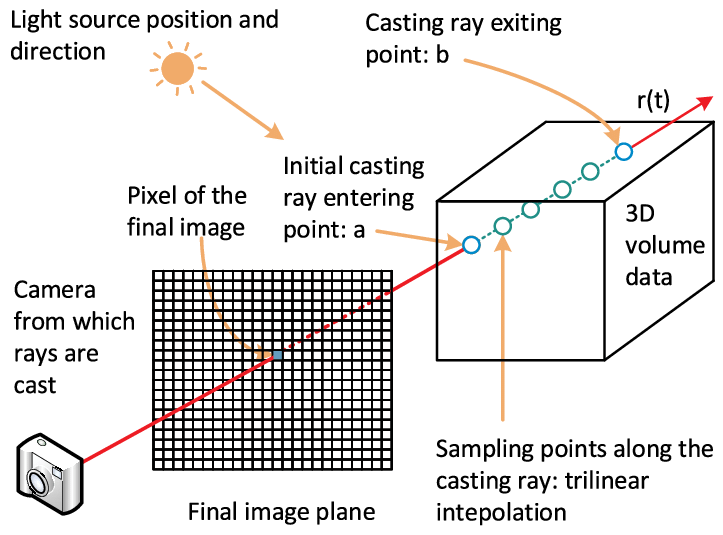 Light source position and
direction
Casting ray exiting
point: b
r(t)
Initial casting
ray entering
point: a
Pixel of the
final image
3D
volume
data
Camera
from which
rays are
cast
Sampling points along the
casting ray: trilinear
intepolation
Final image plane